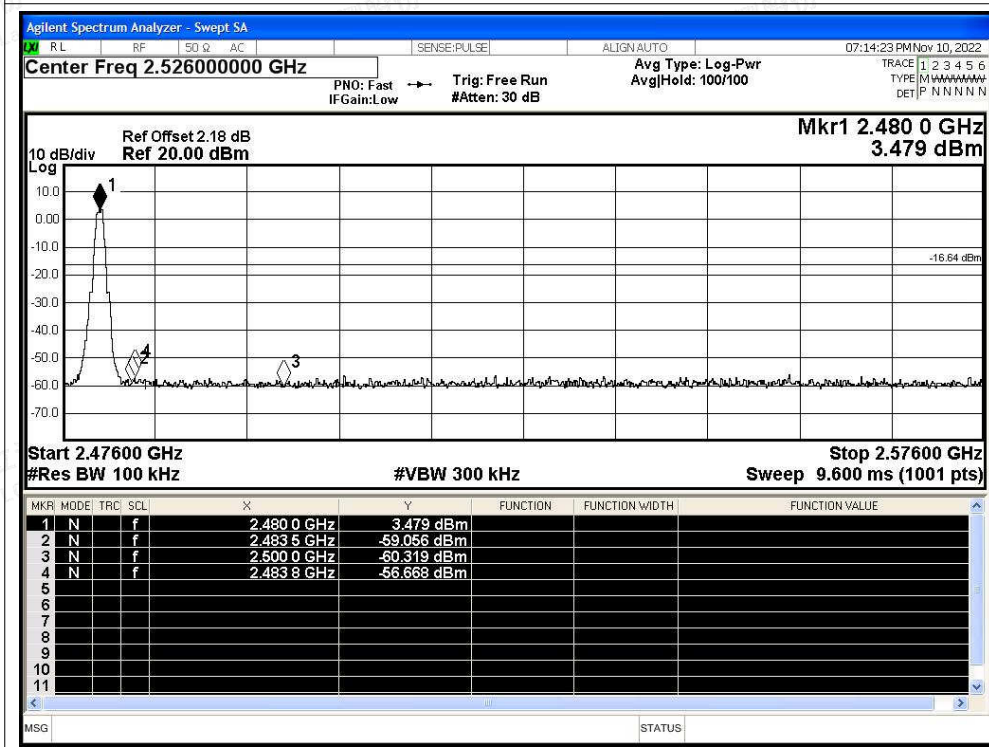 Agilent Spectrum Analyzer - Swept SA
LXI RL RF 50 Ω AC SENSE:PULSE ALIGN AUTO 07:14:23 PM Nov 10, 2022
Center Freq 2.526000000 GHz
PNO: Fast
IFGain:Low
Trig: Free Run
#Atten: 30 dB
Avg Type: Log-Pwr
Avg|Hold: 100/100
TRACE 1 2 3 4 5 6
TYPE M
DET P N N N N N
Ref Offset 2.18 dB
10 dB/div Ref 20.00 dBm
Log
Mkr1 2.480 0 GHz
3.479 dBm
10.0
0.00
-10.0
-20.0
-30.0
-40.0
-50.0
-60.0
-70.0
1
4
2
3
-16.64 dBm
Start 2.47600 GHz Stop 2.57600 GHz
#Res BW 100 kHz #VBW 300 kHz Sweep 9.600 ms (1001 pts)
MKR MODE TRC SCL X Y FUNCTION FUNCTION WIDTH FUNCTION VALUE
1 N f 2.480 0 GHz 3.479 dBm
2 N f 2.483 5 GHz -59.056 dBm
3 N f 2.500 0 GHz -60.319 dBm
4 N f 2.483 8 GHz -56.668 dBm
5
6
7
8
9
10
11
MSG STATUS